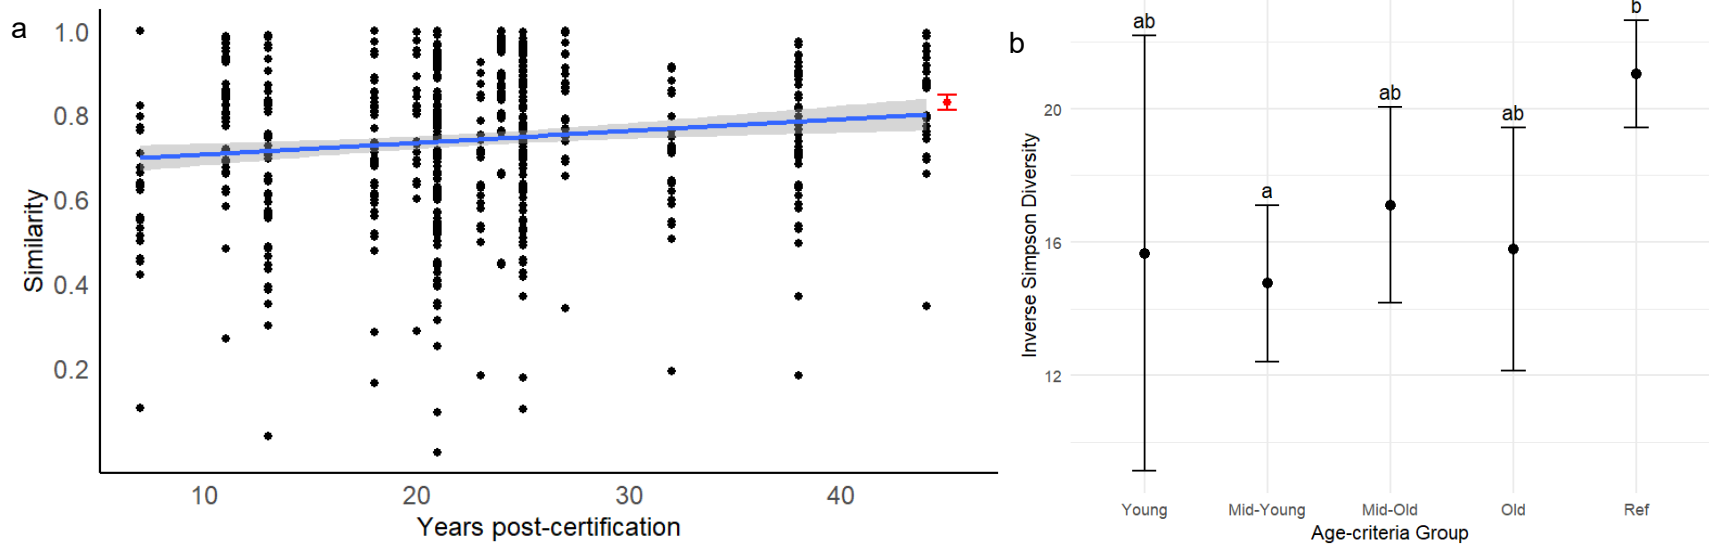 a
1.0
0.8
0.6
0.4
0.2
Similarity
10 20 30 40
Years post-certification
b
ab a ab ab b
20
16
12
Inverse Simpson Diversity
Young Mid-Young Mid-Old Old Ref
Age-criteria Group